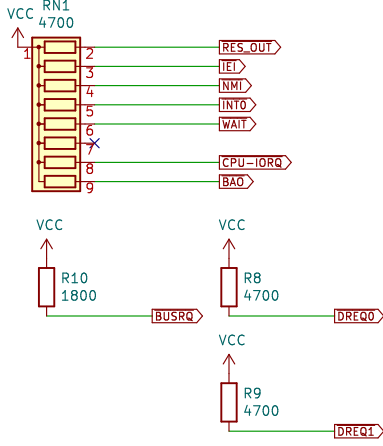 RN1
VCC 4700
1
2 RES_OUT
3 IEI
4 NMI
5 INT0
6 WAIT
7
8 CPU-IORQ
9 BAO
VCC VCC
R10 R8
1800 4700
BUSRQ DREQ0
VCC
R9
4700
DREQ1